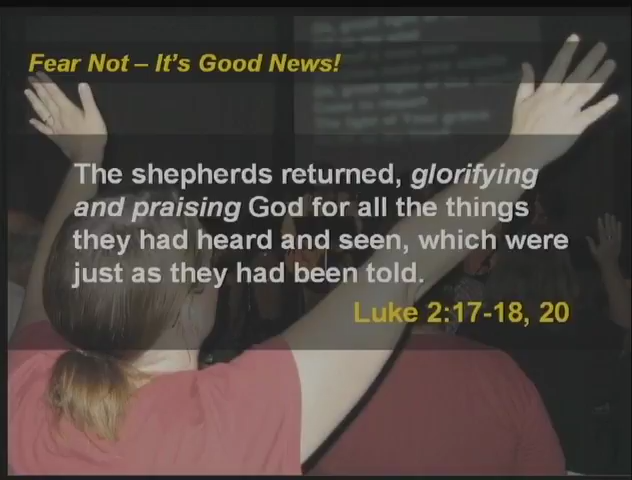 Fear Not – It's Good News!
The shepherds returned, glorifying
and praising God for all the things
they had heard and seen, which were
just as they had been told.
Luke 2:17-18, 20